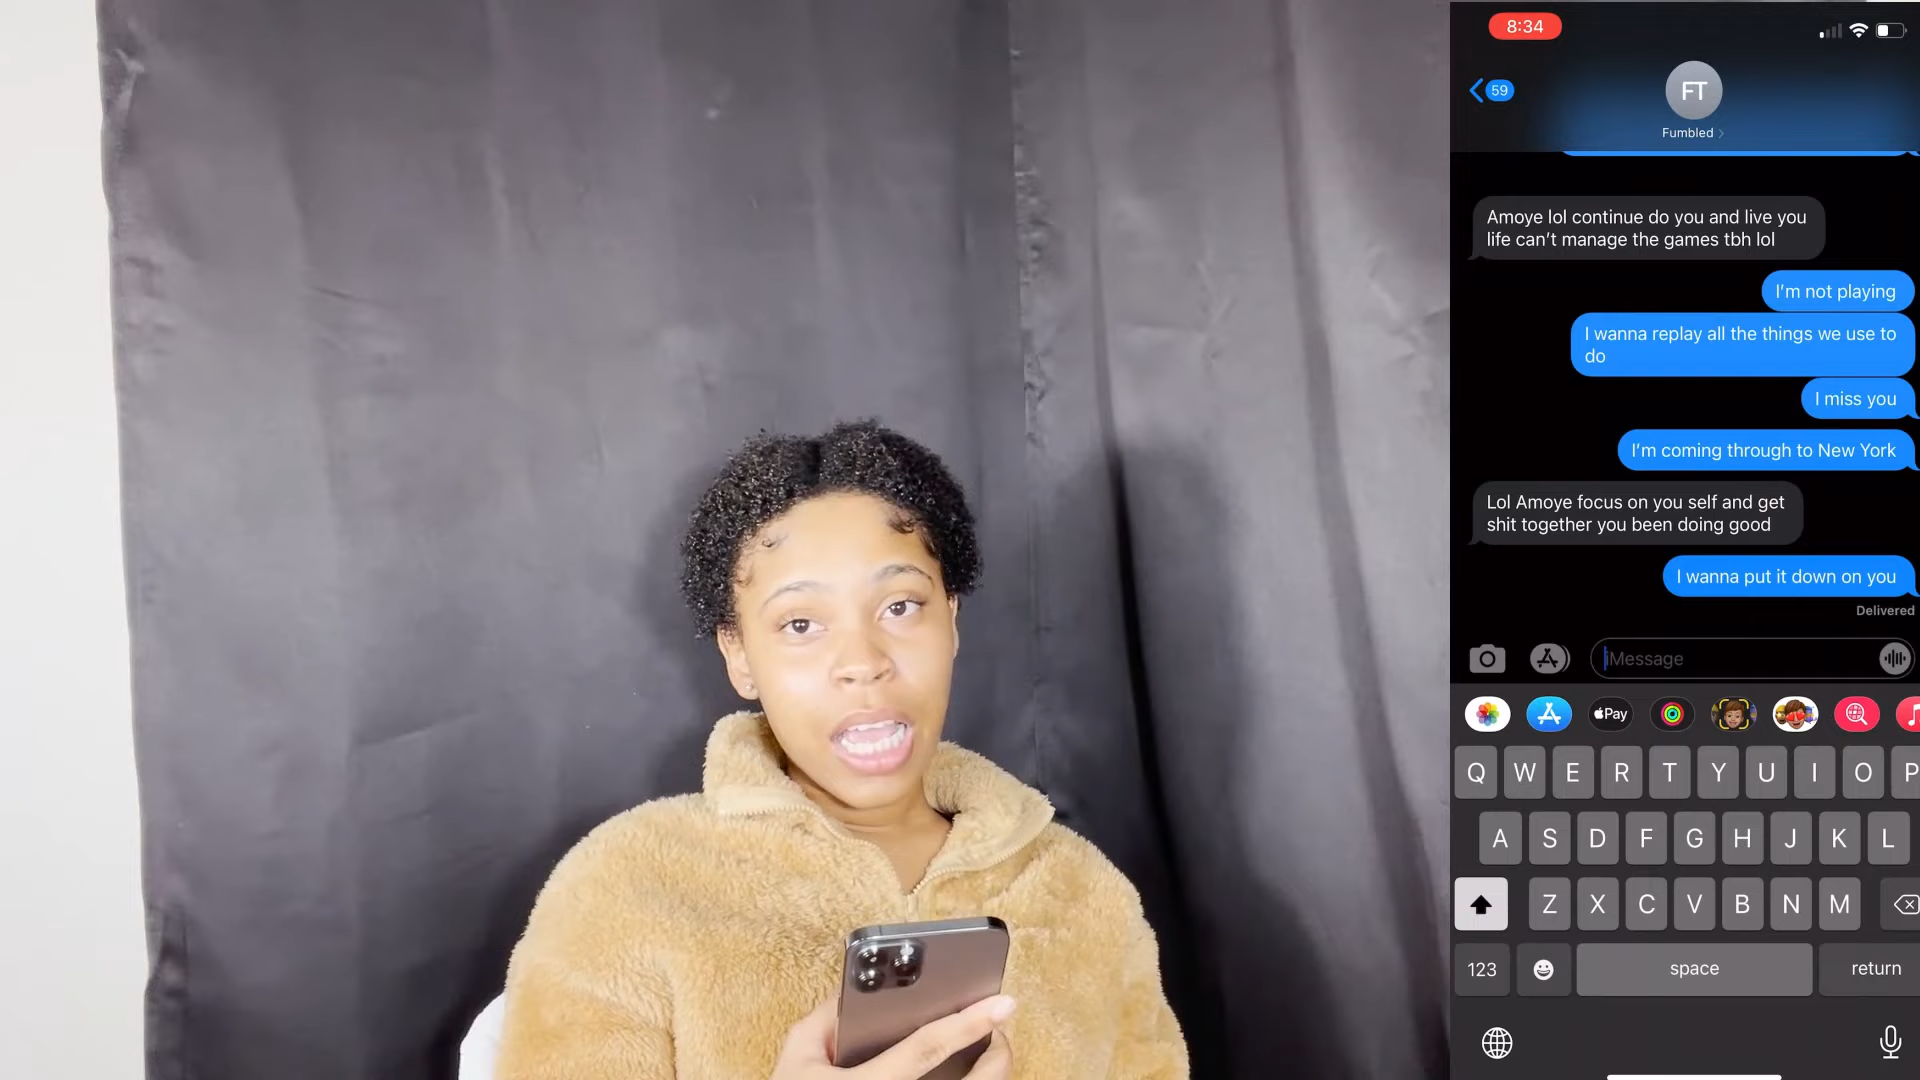 8:34
59
FT
Fumbled
Amoye lol continue do you and live you
life can’t manage the games tbh lol
I’m not playing
I wanna replay all the things we use to
do
I miss you
I’m coming through to New York
Lol Amoye focus on you self and get
shit together you been doing good
I wanna put it down on you
Delivered
iMessage
Pay
Q W E R T Y U I O P
A S D F G H J K L
Z X C V B N M
123 space return